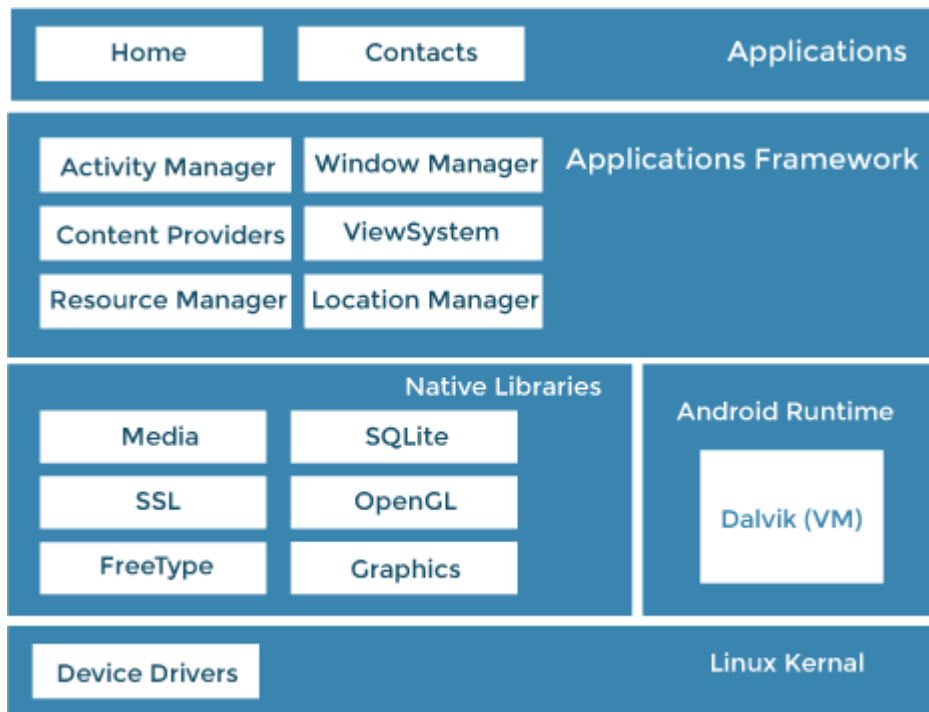 Home
Contacts
Applications
Activity Manager
Window Manager
Applications Framework
Content Providers
ViewSystem
Resource Manager
Location Manager
Native Libraries
Media
SQLite
SSL
OpenGL
FreeType
Graphics
Android Runtime
Dalvik (VM)
Device Drivers
Linux Kernal